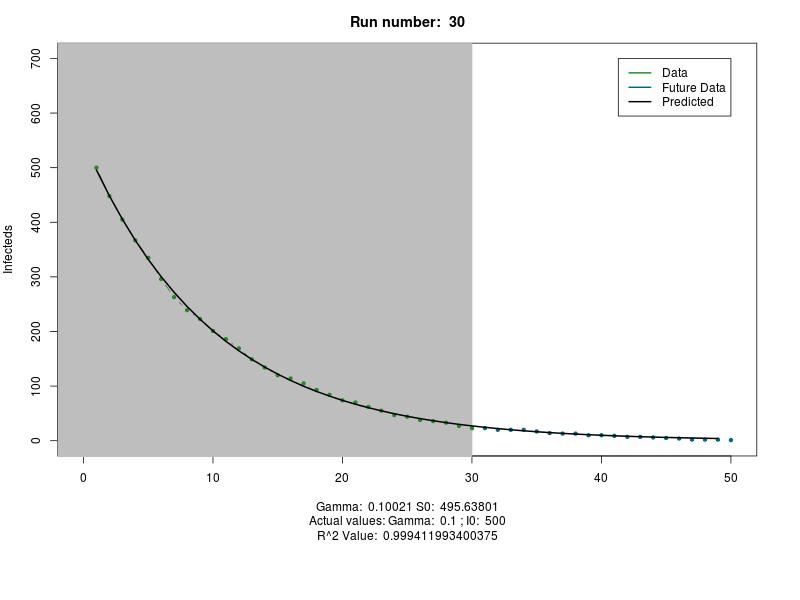 Run number: 30
700
600
500
400
300
200
100
0
Infecteds
Data
Future Data
Predicted
0 10 20 30 40 50
Gamma: 0.10021 S0: 495.63801
Actual values: Gamma: 0.1 ; I0: 500
R^2 Value: 0.999411993400375